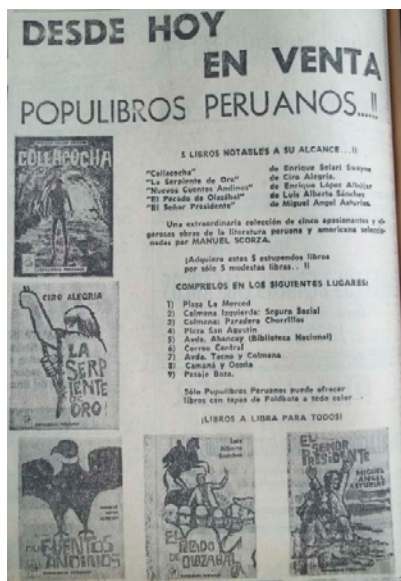 DESDE HOY
EN VENTA
POPULIBROS PERUANOS...!!
5 LIBROS NOTABLES A SU ALCANCE...!!
"Collacocha" de Enrique Solari Swayne
"La Serpiente de Oro" de Ciro Alegría.
"Nuevos Cuentos Andinos" de Enrique López Albújar
"El Pecado de Olazábal" de Luis Alberto Sánchez
"El Señor Presidente" de Miguel Angel Asturias.
Una extraordinaria colección de cinco apasionantes y vi-
gorosas obras de la literatura peruana y americana seleccio-
nadas por MANUEL SCORZA.
¡Adquiera estos 5 estupendos libros
por sólo 5 modestas libras.. !!
COMPRELOS EN LOS SIGUIENTES LUGARES:
1) Plaza La Merced
2) Colmena Izquierda: Seguro Social
3) Colmena: Paradero Chorrillos
4) Plaza San Agustín
5) Avda. Abancay (Biblioteca Nacional)
6) Correo Central
7) Avda. Tacna y Colmena
8) Camaná y Ocoña
9) Pasaje Boza.
Sólo Populibros Peruanos puede ofrecer
libros con tapas de Foldkote a todo color...
¡LIBROS A LIBRA PARA TODOS!
COLLACOCHA
CIRO ALEGRIA
LA
SERP
IENTE
DE
ORO
CUENTOS
ANDINOS
Luis
Alberto
Sánchez
EL PECADO
DE OLAZABAL
EL SEÑOR
PRESIDENTE
MIGUEL
ANGEL
ASTURIAS